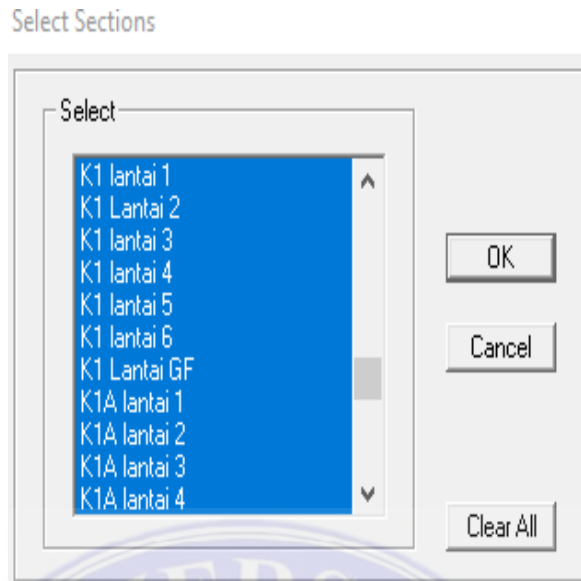 Select Sections
Select
K1 lantai 1
K1 Lantai 2
K1 lantai 3
K1 lantai 4
K1 lantai 5
K1 lantai 6
K1 Lantai GF
K1A lantai 1
K1A lantai 2
K1A lantai 3
K1A lantai 4
OK
Cancel
Clear All